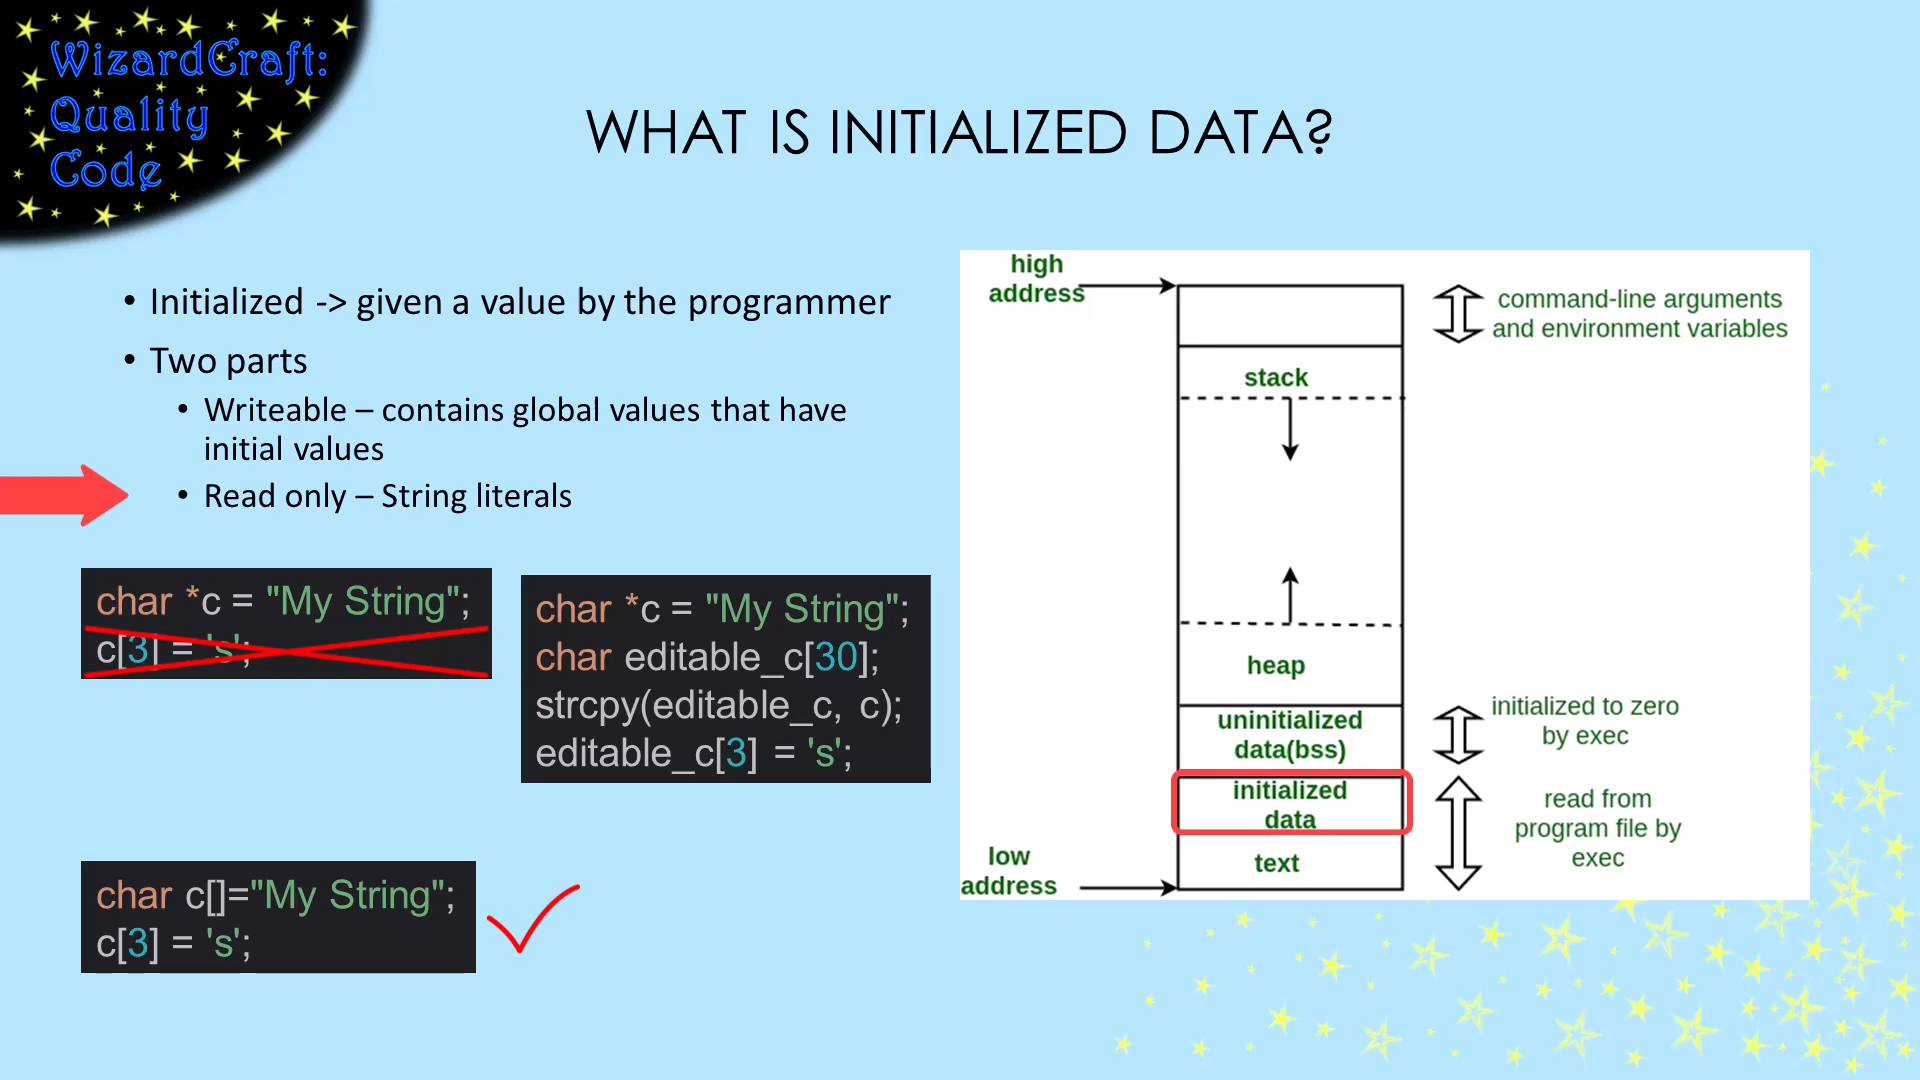 WizardCraft:
Quality
Code
WHAT IS INITIALIZED DATA?
• Initialized -> given a value by the programmer
• Two parts
• Writeable – contains global values that have
initial values
• Read only – String literals
char *c = "My String";
c[3] = 's';
char *c = "My String";
char editable_c[30];
strcpy(editable_c, c);
editable_c[3] = 's';
char c[]="My String";
c[3] = 's';
high
address
command-line arguments
and environment variables
stack
heap
uninitialized
data(bss)
initialized to zero
by exec
initialized
data
read from
program file by
exec
text
low
address